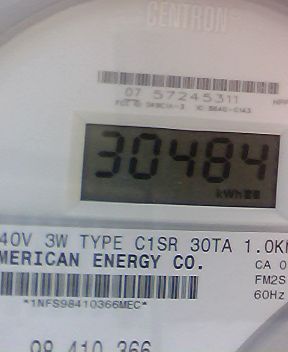 CENTRON®
07 57245311
30484
kWh
40V 3W TYPE C1SR 30TA 1.0K
MERICAN ENERGY CO.
CA 0
FM2S
60Hz
*1NFS98410366MEC*
98 410 366